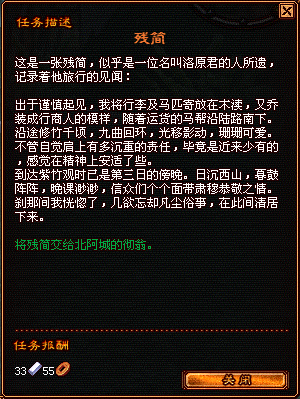 任务描述
残简
这是一张残简，似乎是一位名叫洛原君的人所遗，
记录着他旅行的见闻：
出于谨慎起见，我将行李及马匹寄放在木渎，又乔
装成行商人的模样，随着运货的马帮沿陆路南下。
沿途修竹千顷，九曲回环，光移影动，珊珊可爱。
不管自觉肩上有多沉重的责任，毕竟是近来少有的
，感觉在精神上安适了些。
到达紫竹观时已是第三日的傍晚。日沉西山，暮鼓
阵阵，晚课渺渺，信众们个个面带肃穆恭敬之情。
刹那间我恍惚了，几欲忘却凡尘俗事，在此间清居
下来。
将残简交给北阿城的彻翁。
任务报酬
33 55
关闭